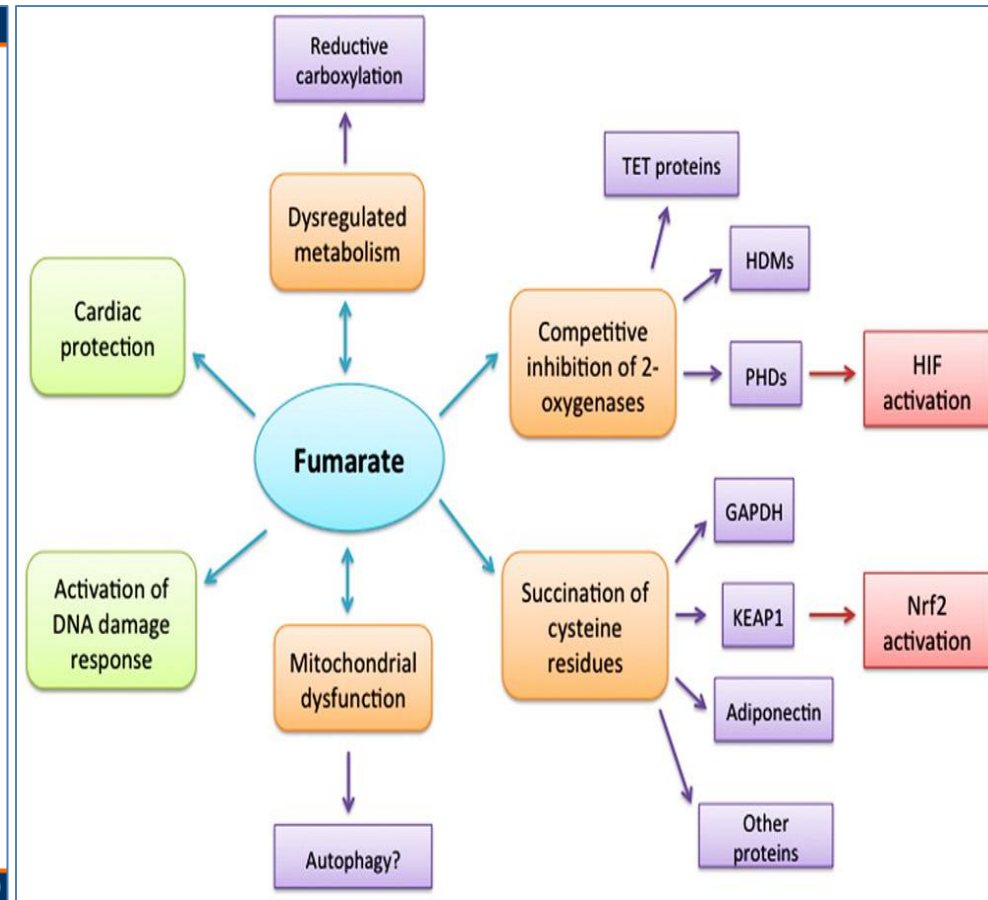 Reductive
carboxylation
TET proteins
Dysregulated
metabolism
HDMs
Cardiac
protection
Competitive
inhibition of 2-
oxygenases
PHDs
HIF
activation
Fumarate
GAPDH
Activation of
DNA damage
response
Succination of
cysteine
residues
KEAP1
Nrf2
activation
Mitochondrial
dysfunction
Adiponectin
Other
proteins
Autophagy?